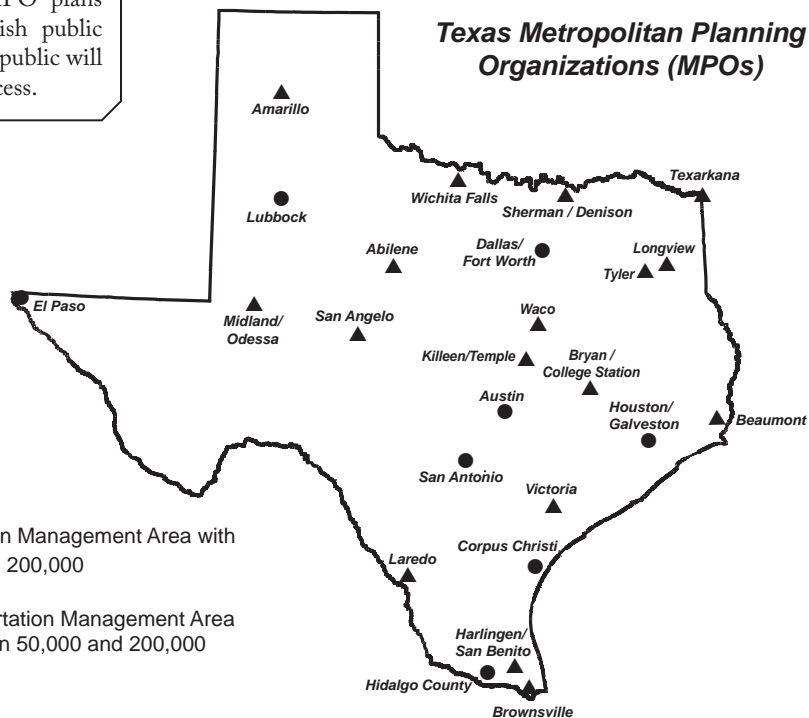 PO plans
ish public
public will
cess.
Texas Metropolitan Planning
Organizations (MPOs)
Amarillo
Lubbock
Wichita Falls
Sherman / Denison
Texarkana
Abilene
Dallas/
Fort Worth
Longview
Tyler
El Paso
Midland/
Odessa
San Angelo
Waco
Killeen/Temple
Bryan /
College Station
Austin
Houston/
Galveston
Beaumont
San Antonio
Victoria
n Management Area with
200,000
Corpus Christi
Laredo
rtation Management Area
n 50,000 and 200,000
Harlingen/
San Benito
Hidalgo County
Brownsville